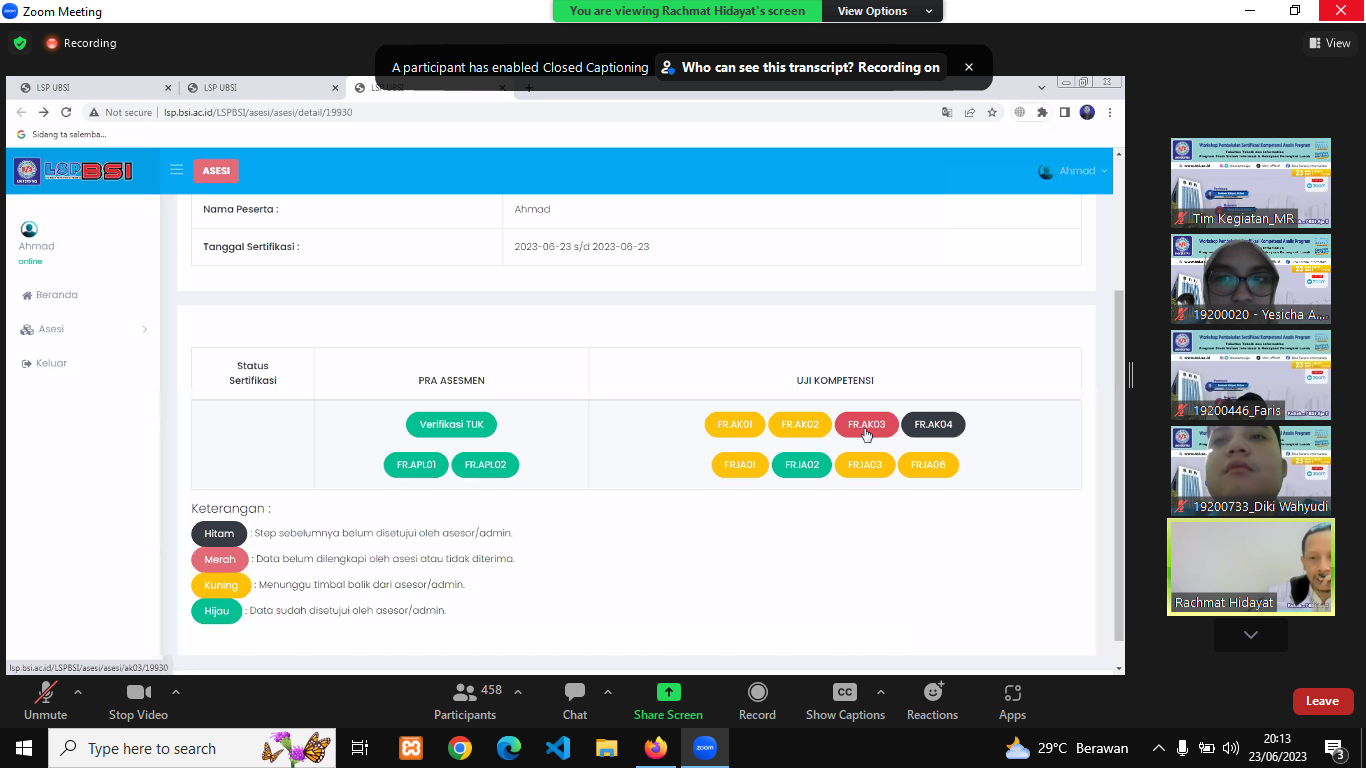 Zoom Meeting
You are viewing Rachmat Hidayat's screen
View Options
Recording
View
A participant has enabled Closed Captioning
Who can see this transcript? Recording on
LSP UBSI
LSP UBSI
Not secure
lsp.bsi.ac.id/LSPBSI/asesi/asesi/detail/19930
Sidang ta salemba...
LSPBSI
ASESI
Ahmad
Ahmad
online
Beranda
Asesi
Keluar
Nama Peserta :
Ahmad
Tanggal Sertifikasi :
2023-06-23 s/d 2023-06-23
Status
Sertifikasi
PRA ASESMEN
UJI KOMPETENSI
Verifikasi TUK
FR.AK01
FR.AK02
FR.AK03
FR.AK04
FR.APL01
FR.APL02
FR.IA01
FR.IA02
FR.IA03
FR.IA06
Keterangan :
Hitam : Step sebelumnya belum disetujui oleh asesor/admin.
Merah : Data belum dilengkapi oleh asesi atau tidak diterima.
Kuning : Menunggu timbal balik dari asesor/admin.
Hijau : Data sudah disetujui oleh asesor/admin.
lsp.bsi.ac.id/LSPBSI/asesi/asesi/ak03/19930
Tim Kegiatan_MR
19200020 - Yesicha A...
19200446_Faris
19200733_Diki Wahyudi
Rachmat Hidayat
Unmute
Stop Video
458
Participants
Chat
Share Screen
Record
CC
Show Captions
Reactions
Apps
Leave
Type here to search
zoom
29°C Berawan
20:13
23/06/2023
3